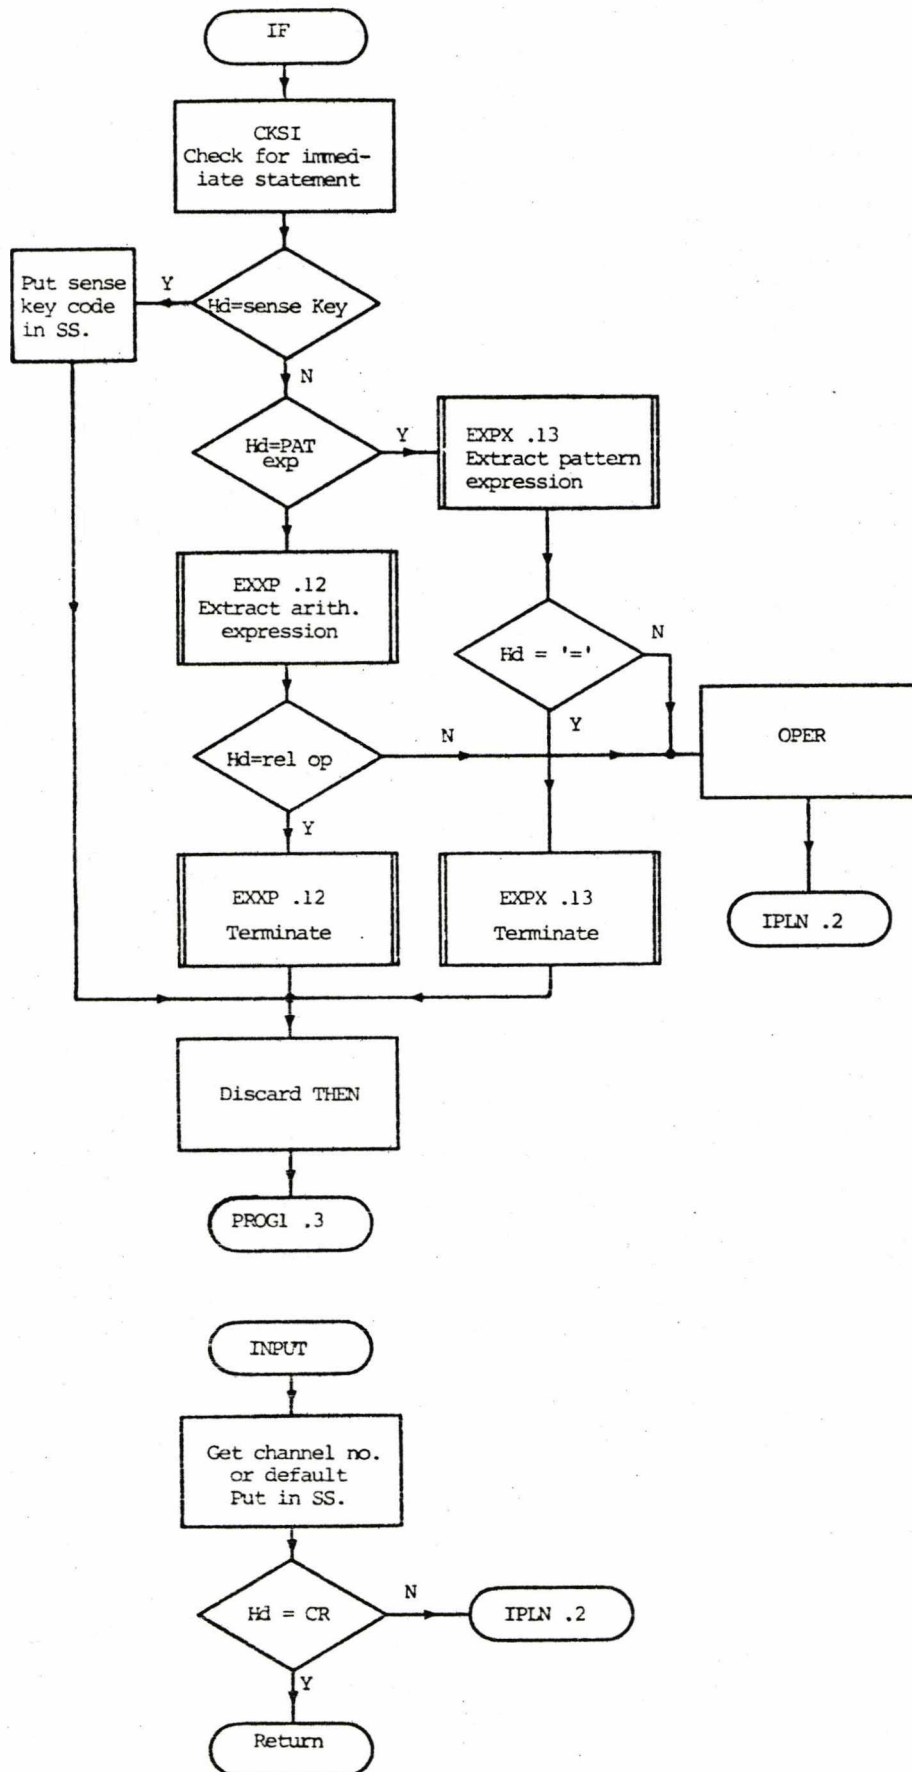 IF
CKSI
Check for immed-
iate statement
Put sense
key code
in SS.
Y
Hd=sense Key
N
Hd=PAT
exp
Y
EXPX .13
Extract pattern
expression
EXXP .12
Extract arith.
expression
Hd = '='
N
Y
Hd=rel op
N
Y
OPER
EXXP .12
Terminate
EXPX .13
Terminate
IPLN .2
Discard THEN
PROG1 .3
INPUT
Get channel no.
or default
Put in SS.
Hd = CR
N
IPLN .2
Y
Return